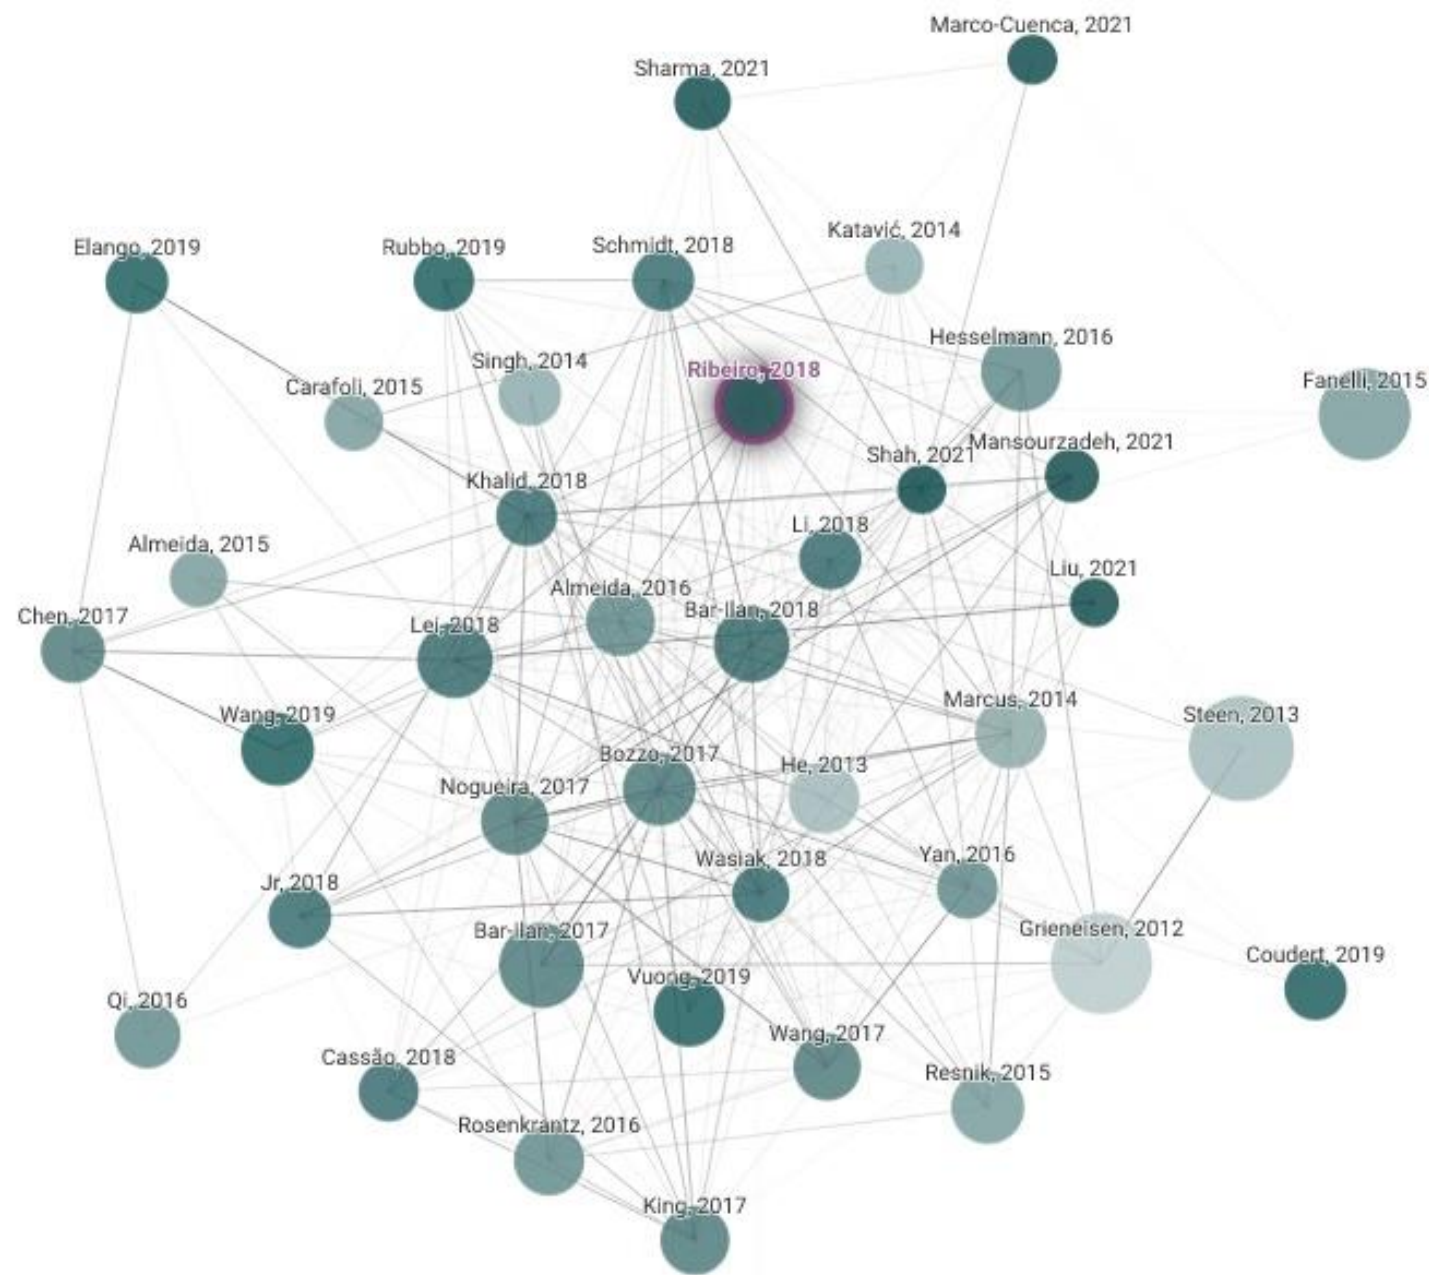 Marco-Cuenca, 2021
Sharma, 2021
Katavić, 2014
Elango, 2019
Rubbo, 2019
Schmidt, 2018
Hesselmann, 2016
Singh, 2014
Ribeiro, 2018
Carafoli, 2015
Fanelli, 2015
Mansourzadeh, 2021
Shah, 2021
Khalid, 2018
Li, 2018
Almeida, 2015
Liu, 2021
Almeida, 2016
Bar-Ilan, 2018
Chen, 2017
Lei, 2018
Marcus, 2014
Wang, 2019
Steen, 2013
Bozzo, 2017
He, 2013
Nogueira, 2017
Wasiak, 2018
Yan, 2016
Jr, 2018
Bar-Ilan, 2017
Grieneisen, 2012
Coudert, 2019
Vuong, 2019
Qi, 2016
Wang, 2017
Cassão, 2018
Resnik, 2015
Rosenkrantz, 2016
King, 2017